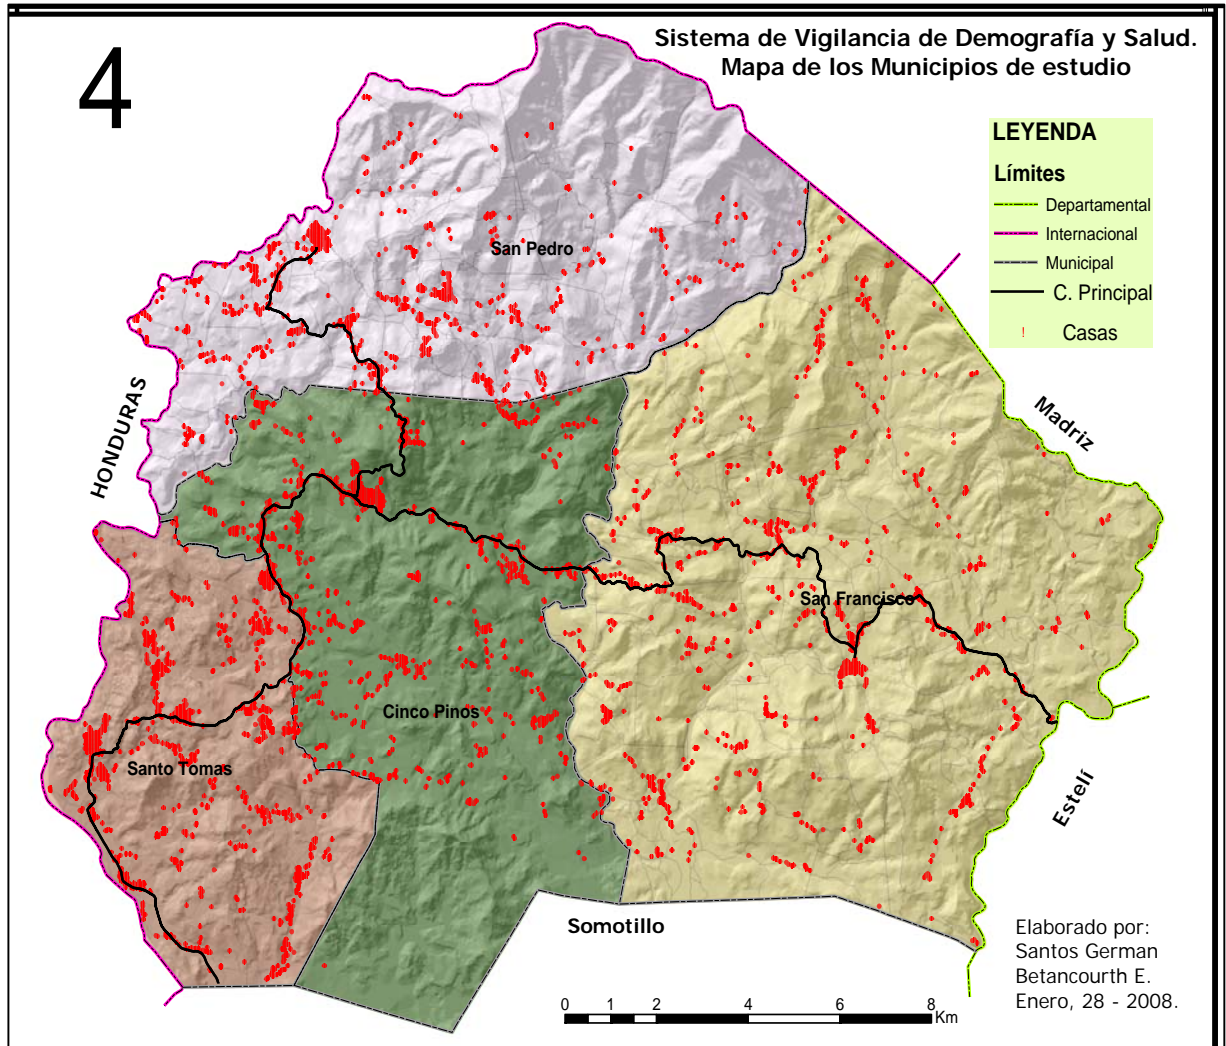 4
Sistema de Vigilancia de Demografía y Salud.
Mapa de los Municipios de estudio
LEYENDA
Límites
Departamental
Internacional
Municipal
C. Principal
Casas
San Pedro
HONDURAS
Madriz
San Francisco
Cinco Pinos
Santo Tomas
Estelí
Somotillo
Elaborado por:
Santos German
Betancourth E.
Enero, 28 - 2008.
0 1 2 4 6 8
Km